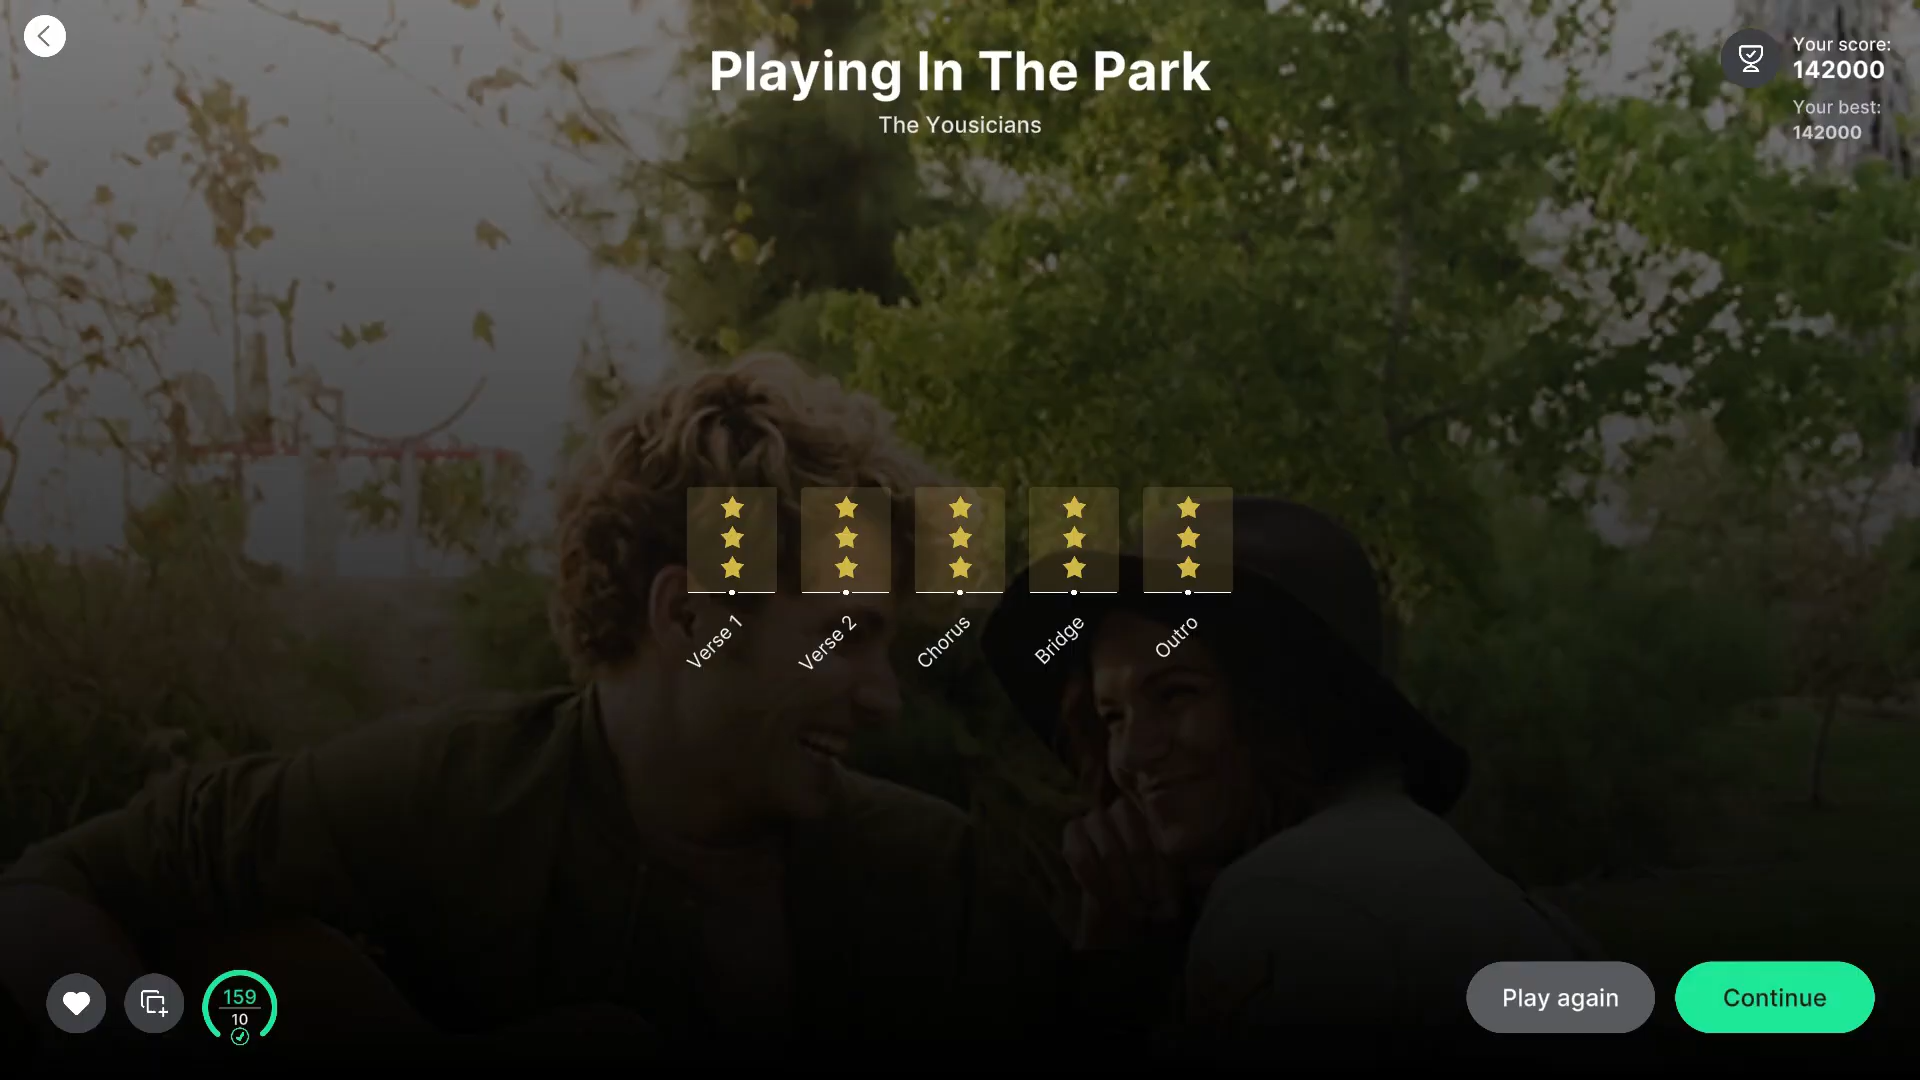 Playing In The Park
The Yousicians
Your score:
142000
Your best:
142000
Verse 1
Verse 2
Chorus
Bridge
Outro
159
10
Play again
Continue